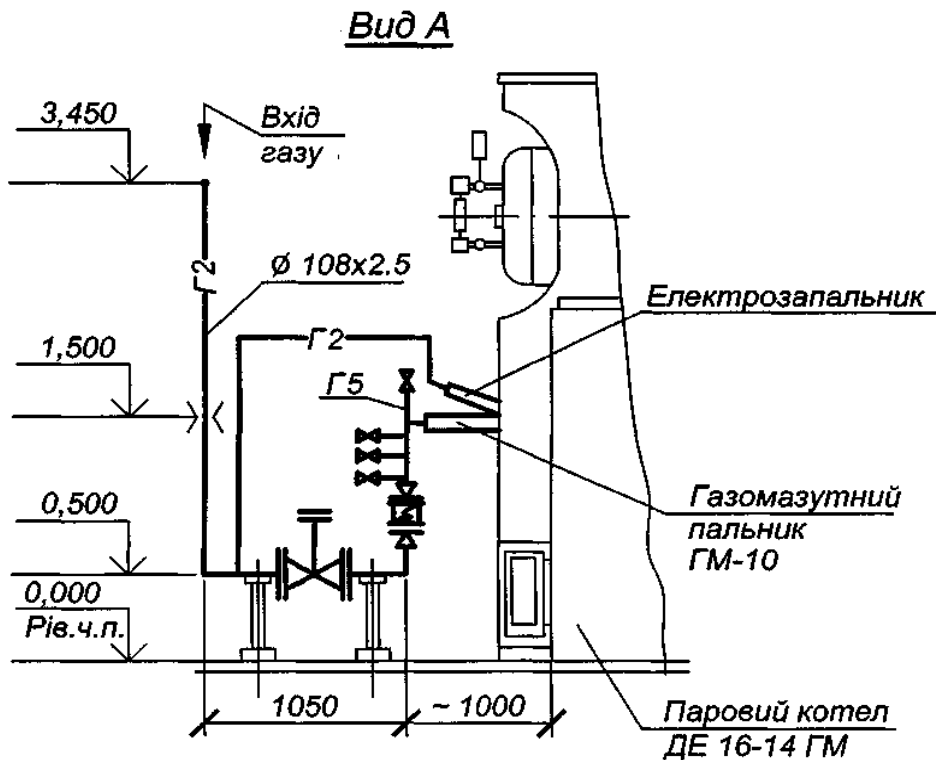 Вид А
3,450
Вхід
газу
Г2
Ø 108x2.5
Електрозапальник
Г2
1,500
Г5
0,500
Газомазутний
пальник
ГМ-10
0,000
Рів.ч.п.
1050
~ 1000
Паровий котел
ДЕ 16-14 ГМ